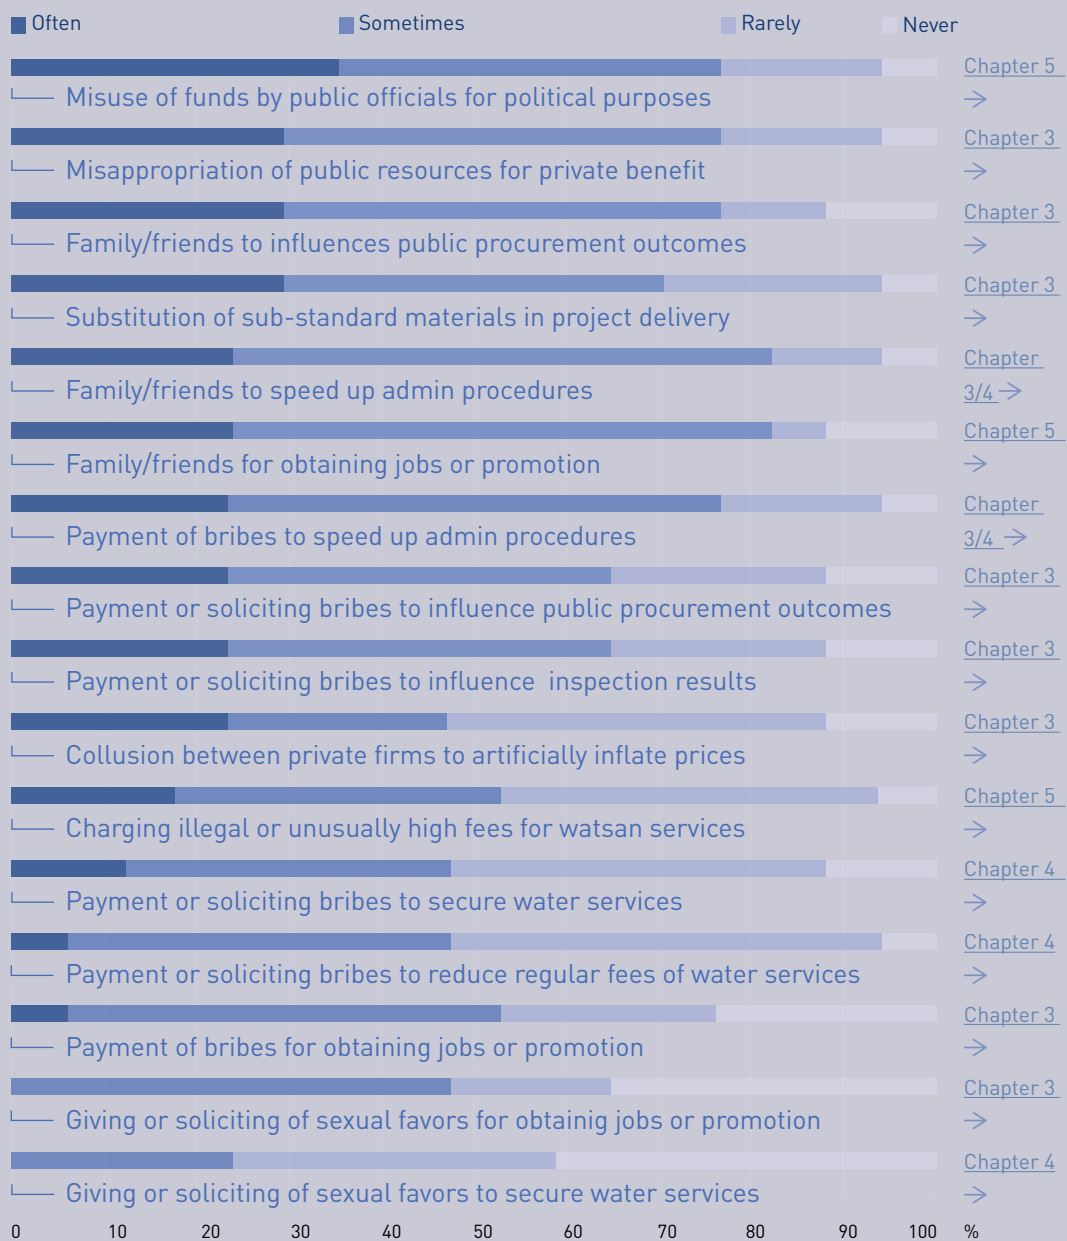 Often Sometimes Rarely Never
Chapter 5
Misuse of funds by public officials for political purposes →
Chapter 3
Misappropriation of public resources for private benefit →
Chapter 3
Family/friends to influences public procurement outcomes →
Chapter 3
Substitution of sub-standard materials in project delivery →
Chapter
Family/friends to speed up admin procedures 3/4 →
Chapter 5
Family/friends for obtaining jobs or promotion →
Chapter
Payment of bribes to speed up admin procedures 3/4 →
Chapter 3
Payment or soliciting bribes to influence public procurement outcomes →
Chapter 3
Payment or soliciting bribes to influence inspection results →
Chapter 3
Collusion between private firms to artificially inflate prices →
Chapter 5
Charging illegal or unusually high fees for watsan services →
Chapter 4
Payment or soliciting bribes to secure water services →
Chapter 4
Payment or soliciting bribes to reduce regular fees of water services →
Chapter 3
Payment of bribes for obtaining jobs or promotion →
Chapter 3
Giving or soliciting of sexual favors for obtainig jobs or promotion →
Chapter 4
Giving or soliciting of sexual favors to secure water services →
0 10 20 30 40 50 60 70 80 90 100 %